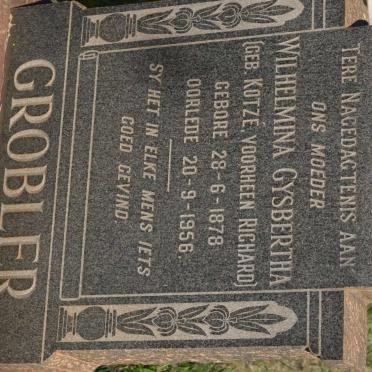 TERE NAGEDAGTENIS AAN
ONS MOEDER
WILHELMINA GYSBERTHA
(GEB. KOTZE, VOORHEEN RICHARD)
GEBORE 28-6-1878
OORLEDE 20-9-1956.
SY HET IN ELKE MENS IETS
GOED GEVIND.
GROBLER